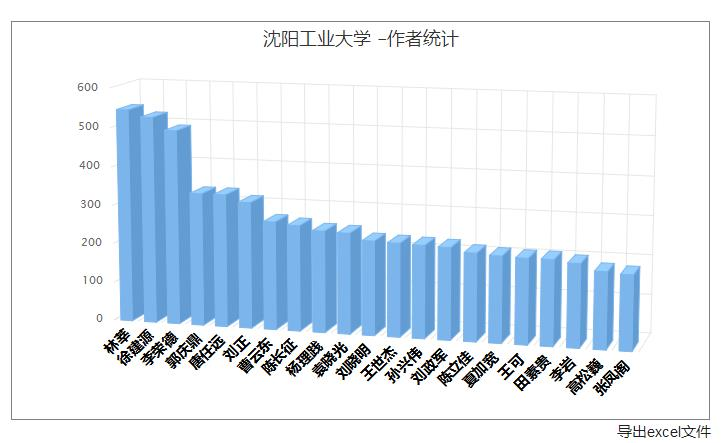 沈阳工业大学 -作者统计
600
500
400
300
200
100
0
林莘
徐建源
李荣德
郭庆鼎
唐任远
刘正
曹云东
陈长征
杨理践
袁晓光
刘晓明
王世杰
孙兴伟
刘政军
陈立佳
夏加宽
王可
田素贵
李岩
高松巍
张凤阁
导出excel文件